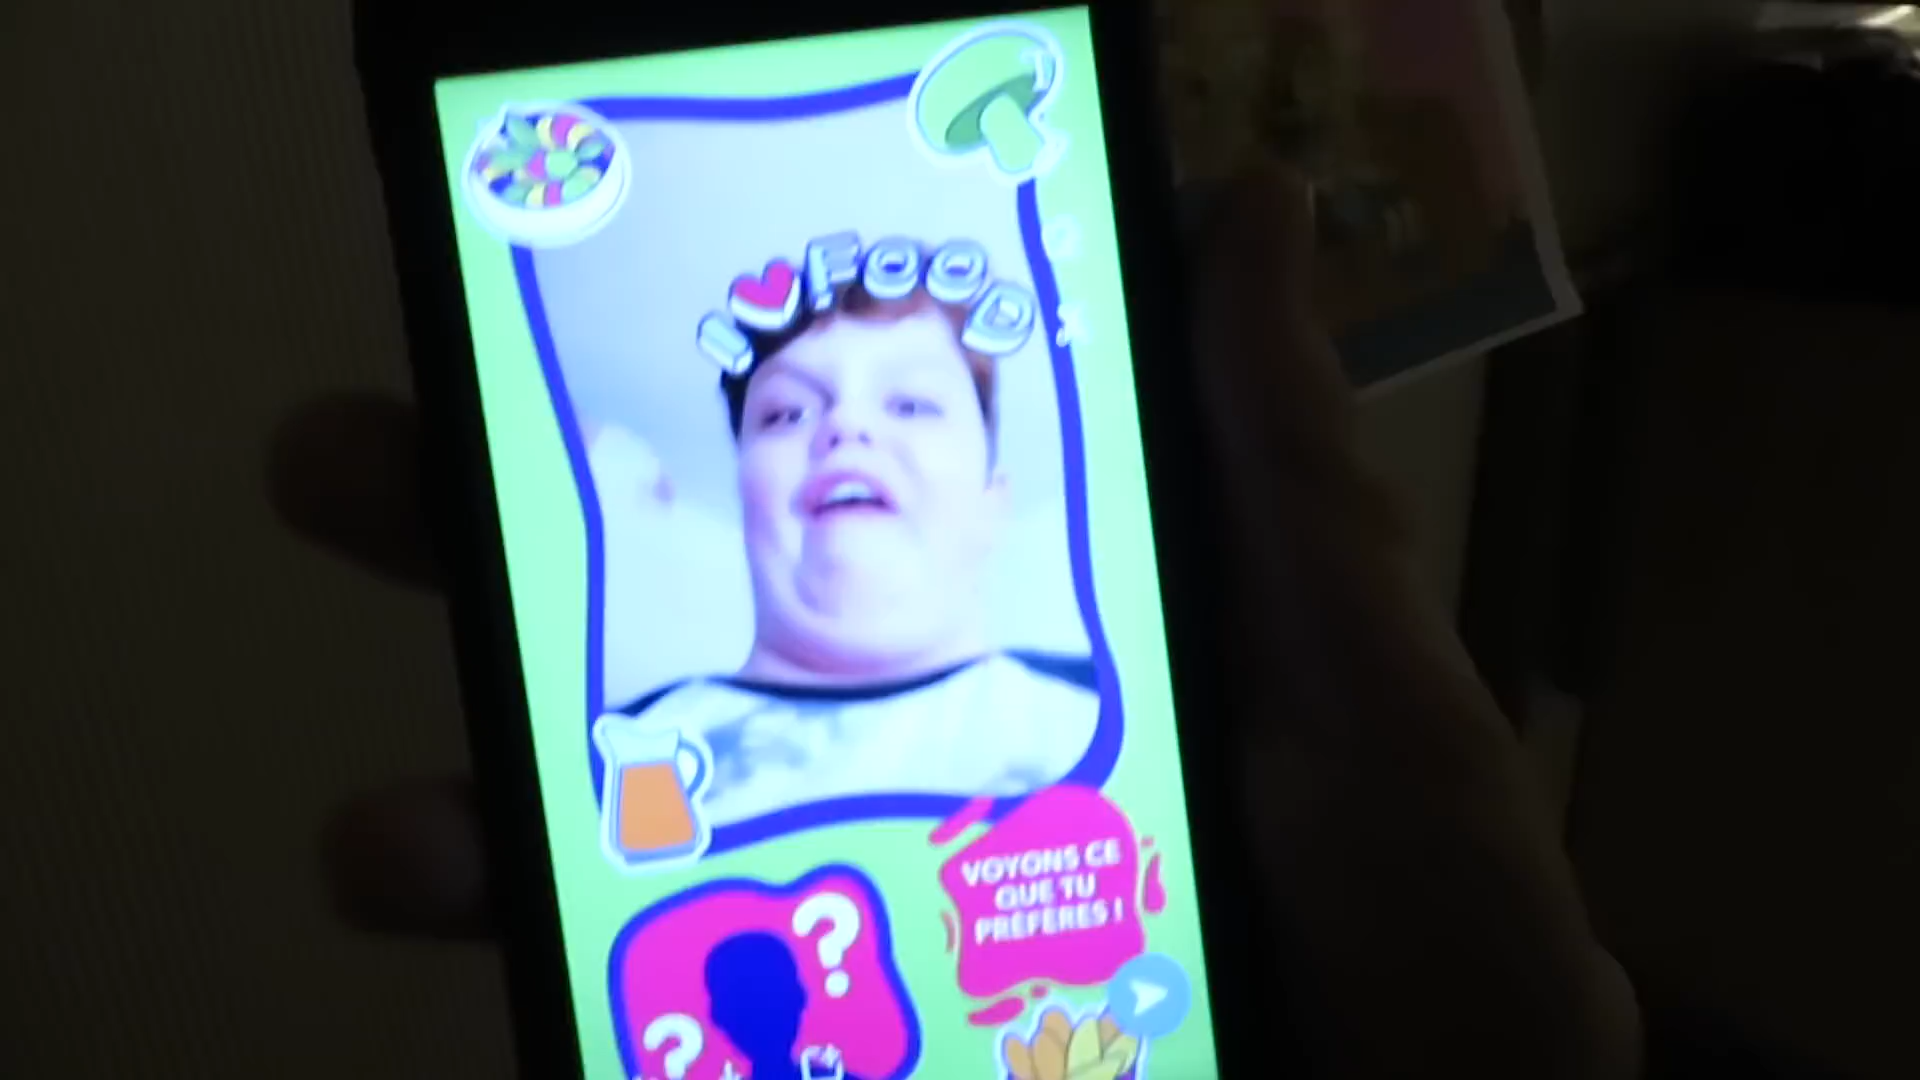 I ❤ FOOD
VOYONS CE
QUE TU
PRÉFÈRES !
?
?